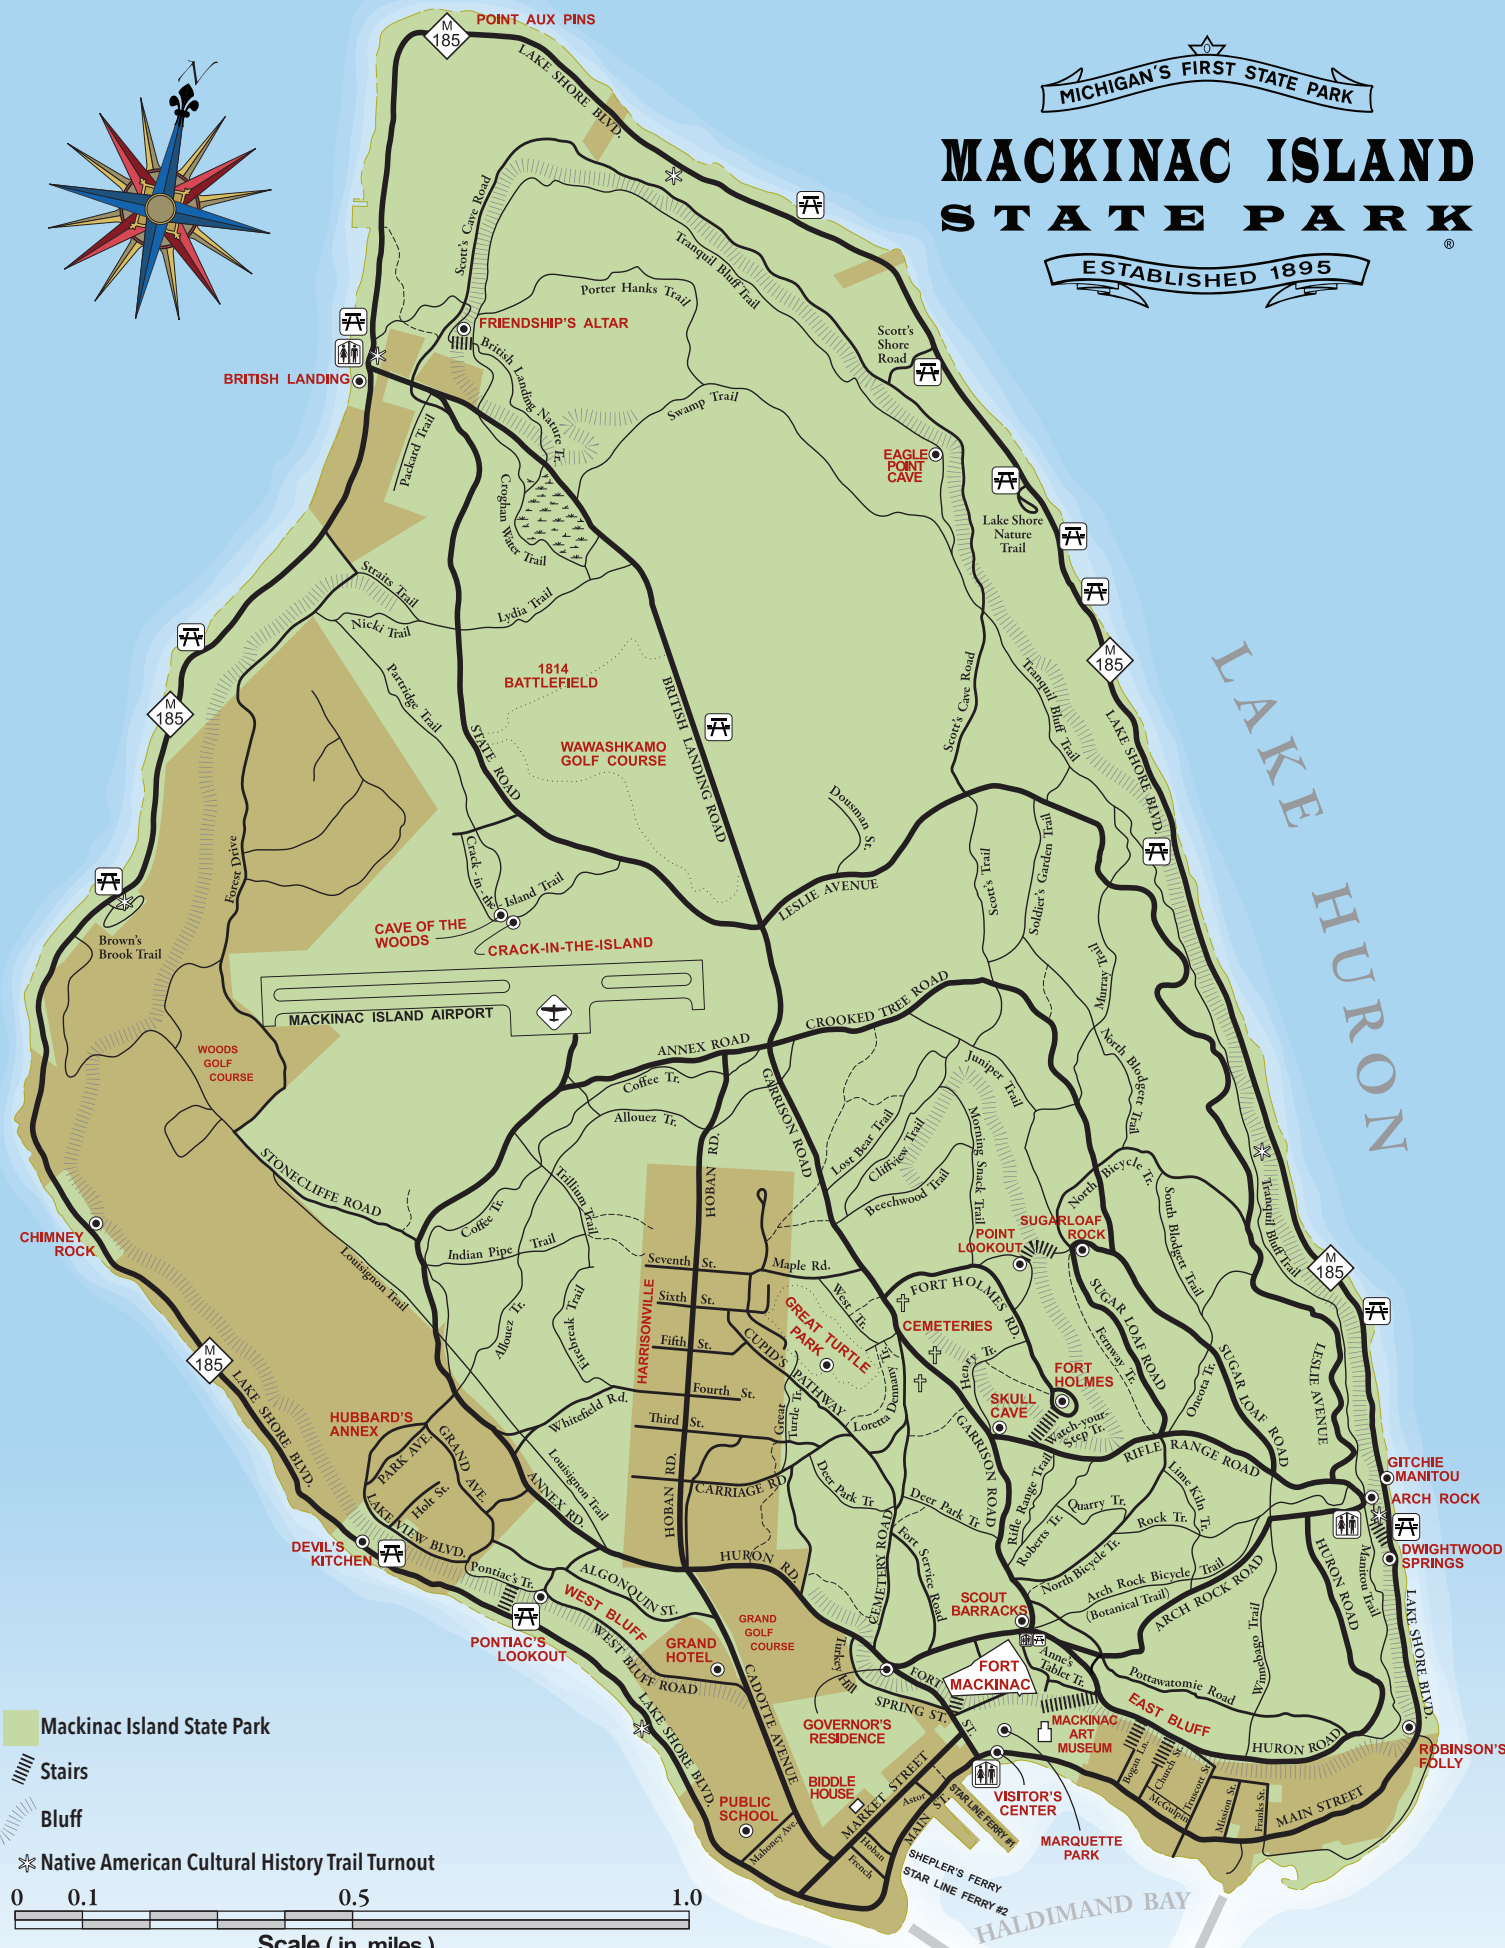 M
185
POINT AUX PINS
LAKE SHORE BLVD.
N
MICHIGAN'S FIRST STATE PARK
MACKINAC ISLAND
STATE PARK
®
ESTABLISHED 1895
Scott's Cave Road
Tranquil Bluff Trail
Porter Hanks Trail
FRIENDSHIP'S ALTAR
British Landing Nature Tr.
BRITISH LANDING
Scott's
Shore
Road
Swamp Trail
Packard Trail
EAGLE
POINT
CAVE
Croghan Water Trail
Lake Shore
Nature
Trail
Straits Trail
Lydia Trail
Nicki Trail
LAKE HURON
M
185
1814
BATTLEFIELD
Partridge Trail
BRITISH LANDING ROAD
Scott's Cave Road
Tranquil Bluff Trail
M
185
LAKE SHORE BLVD.
STATE ROAD
WAWASHKAMO
GOLF COURSE
Dousman St.
Forest Drive
Crack-in-the-Island Trail
LESLIE AVENUE
Scott's Trail
Soldier's Garden Trail
CAVE OF THE
WOODS
CRACK-IN-THE-ISLAND
Brown's
Brook Trail
Murray Trail
MACKINAC ISLAND AIRPORT
CROOKED TREE ROAD
ANNEX ROAD
WOODS
GOLF
COURSE
Coffee Tr.
Juniper Trail
North Blodgett Trail
GARRISON ROAD
Allouez Tr.
Lost Bear Trail
Cliffview Trail
Morning Snack Trail
HOBAN RD.
Beechwood Trail
North Bicycle Tr.
South Blodgett Trail
Tranquil Bluff Trail
STONECLIFFE ROAD
Trillium Trail
Coffee Tr.
CHIMNEY
ROCK
Indian Pipe Trail
Louisignon Trail
SUGARLOAF
ROCK
POINT
LOOKOUT
Seventh St.
Maple Rd.
M
185
Sixth St.
West Tr.
FORT HOLMES RD.
SUGAR LOAF ROAD
HARRISONVILLE
GREAT TURTLE
PARK
CEMETERIES
Allouez Tr.
Firebreak Trail
Fifth St.
CUPID'S PATHWAY
Fernway Tr.
M
185
LAKE SHORE BLVD.
Henry Tr.
FORT
HOLMES
Oneota Tr.
SUGAR LOAF ROAD
LESLIE AVENUE
Fourth St.
Great
Turtle Tr.
Loretta Dennany Tr.
SKULL
CAVE
Watch-your-
Step Tr.
Whitefield Rd.
Third St.
HUBBARD'S
ANNEX
PARK AVE.
GRAND AVE.
Holt St.
LAKE VIEW BLVD.
ANNEX RD.
Louisignon Trail
HOBAN RD.
CARRIAGE RD.
Deer Park Tr
Deer Park Tr.
GARRISON ROAD
RIFLE RANGE ROAD
Rifle Range Trail
Quarry Tr.
Lime Kiln Tr.
GITCHIE
MANITOU
ARCH ROCK
Roberts Tr.
Rock Tr.
DEVIL'S
KITCHEN
Pontiac's Tr.
HURON RD.
CEMETERY ROAD
Fort Service Road
North Bicycle Tr.
Arch Rock Bicycle Trail
(Botanical Trail)
ARCH ROCK ROAD
HURON ROAD
Manitou Trail
DWIGHTWOOD
SPRINGS
LAKE SHORE BLVD.
ALGONQUIN ST.
WEST BLUFF
WEST BLUFF ROAD
PONTIAC'S
LOOKOUT
GRAND
HOTEL
GRAND
GOLF
COURSE
SCOUT
BARRACKS
Turkey Hill
Winnebago Trail
Anne's
Tablet Tr.
FORT
MACKINAC
Pottawatomie Road
EAST BLUFF
FORT ST.
SPRING ST.
GOVERNOR'S
RESIDENCE
MACKINAC
ART
MUSEUM
HURON ROAD
ROBINSON'S
FOLLY
Mackinac Island State Park
Stairs
Bluff
Native American Cultural History Trail Turnout
LAKE SHORE BLVD.
CADOTTE AVENUE
BIDDLE
HOUSE
MARKET STREET
Astor
MAIN ST.
STAR LINE FERRY #1
VISITOR'S
CENTER
Bogan Ln.
Church St.
McGulpin
Truscott St.
Mission St.
Franks St.
MAIN STREET
PUBLIC
SCHOOL
Mahoney Ave.
Hoban
French
MARQUETTE
PARK
SHEPLER'S FERRY
STAR LINE FERRY #2
HALDIMAND BAY
0 0.1 0.5 1.0
Scale ( in miles )